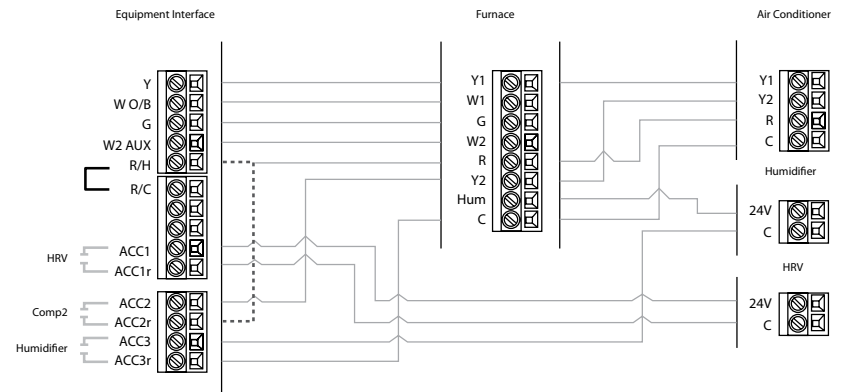 Equipment Interface
Furnace
Air Conditioner
Y
W O/B
G
W2 AUX
R/H
R/C
HRV
ACC1
ACC1r
Comp2
ACC2
ACC2r
Humidifier
ACC3
ACC3r
Y1
W1
G
W2
R
Y2
Hum
C
Y1
Y2
R
C
Humidifier
24V
C
HRV
24V
C